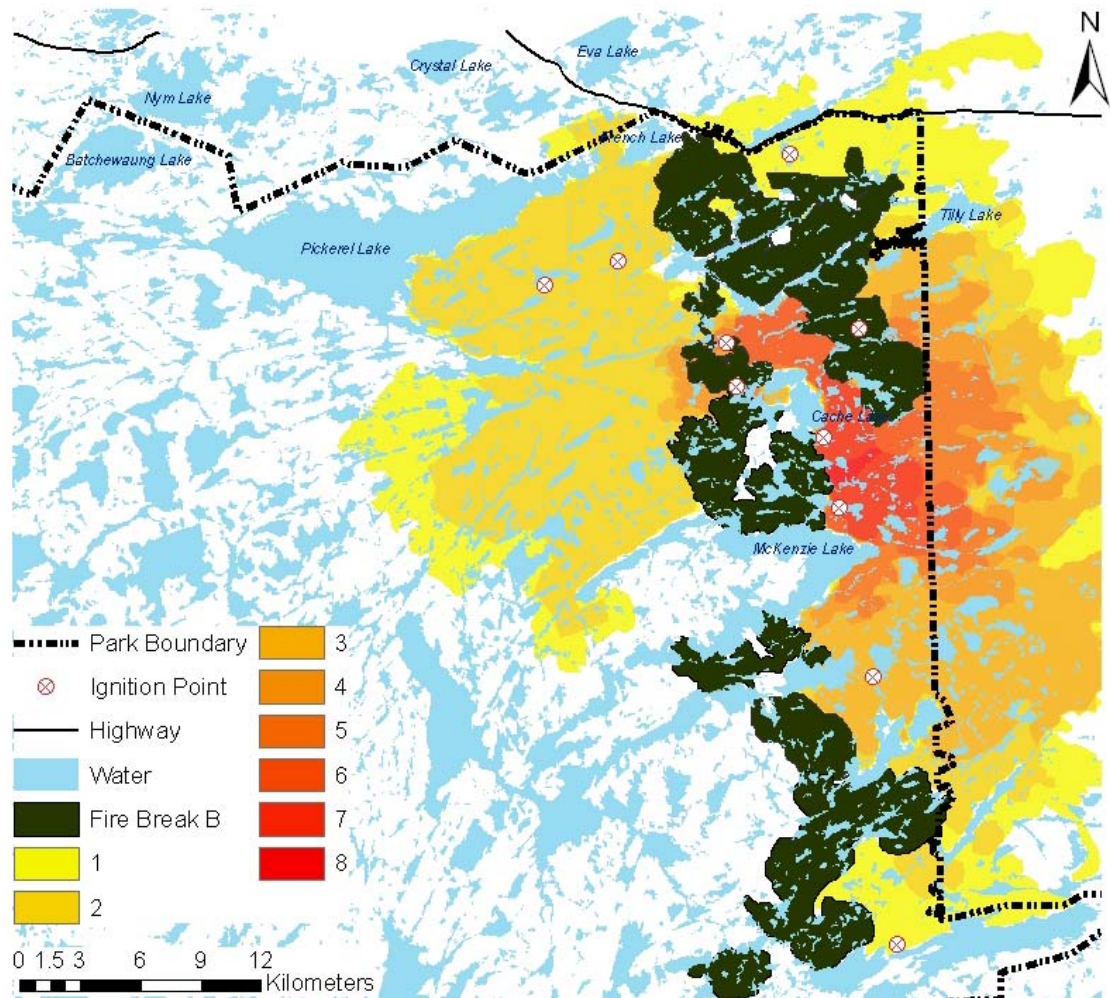 N
Eva Lake
Crystal Lake
Nym Lake
French Lake
Batchewaung Lake
Tilly Lake
Pickerel Lake
Cache Lake
McKenzie Lake
Park Boundary
Ignition Point
Highway
Water
Fire Break B
1
2
3
4
5
6
7
8
0 1.5 3 6 9 12
Kilometers